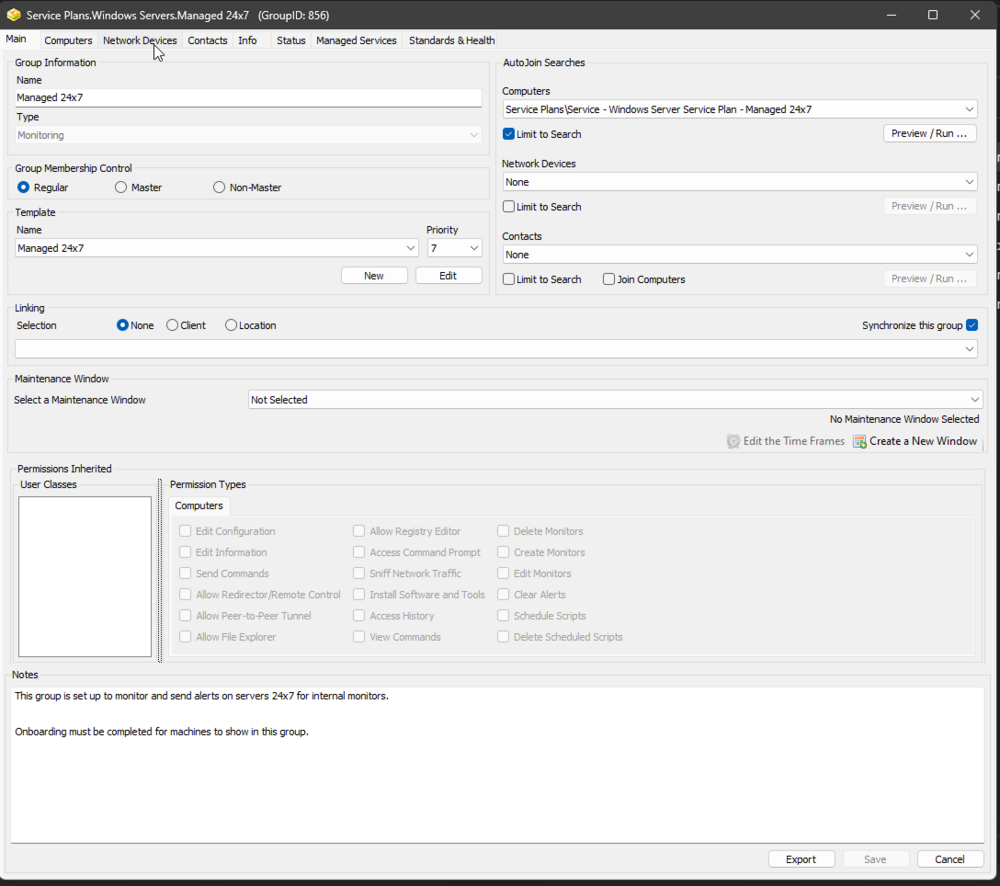 Service Plans.Windows Servers.Managed 24x7   (GroupID: 856)
Main Computers Network Devices Contacts Info Status Managed Services Standards & Health
Group Information
Name
Managed 24x7
Type
Monitoring
Group Membership Control
Regular Master Non-Master
Template
Name Priority
Managed 24x7 7
New Edit
AutoJoin Searches
Computers
Service Plans\Service - Windows Server Service Plan - Managed 24x7
Limit to Search Preview / Run ...
Network Devices
None
Limit to Search Preview / Run ...
Contacts
None
Limit to Search Join Computers Preview / Run ...
Linking
Selection None Client Location Synchronize this group
Maintenance Window
Select a Maintenance Window Not Selected
No Maintenance Window Selected
Edit the Time Frames Create a New Window
Permissions Inherited
User Classes
Permission Types
Computers
Edit Configuration Allow Registry Editor Delete Monitors
Edit Information Access Command Prompt Create Monitors
Send Commands Sniff Network Traffic Edit Monitors
Allow Redirector/Remote Control Install Software and Tools Clear Alerts
Allow Peer-to-Peer Tunnel Access History Schedule Scripts
Allow File Explorer View Commands Delete Scheduled Scripts
Notes
This group is set up to monitor and send alerts on servers 24x7 for internal monitors.
Onboarding must be completed for machines to show in this group.
Export Save Cancel